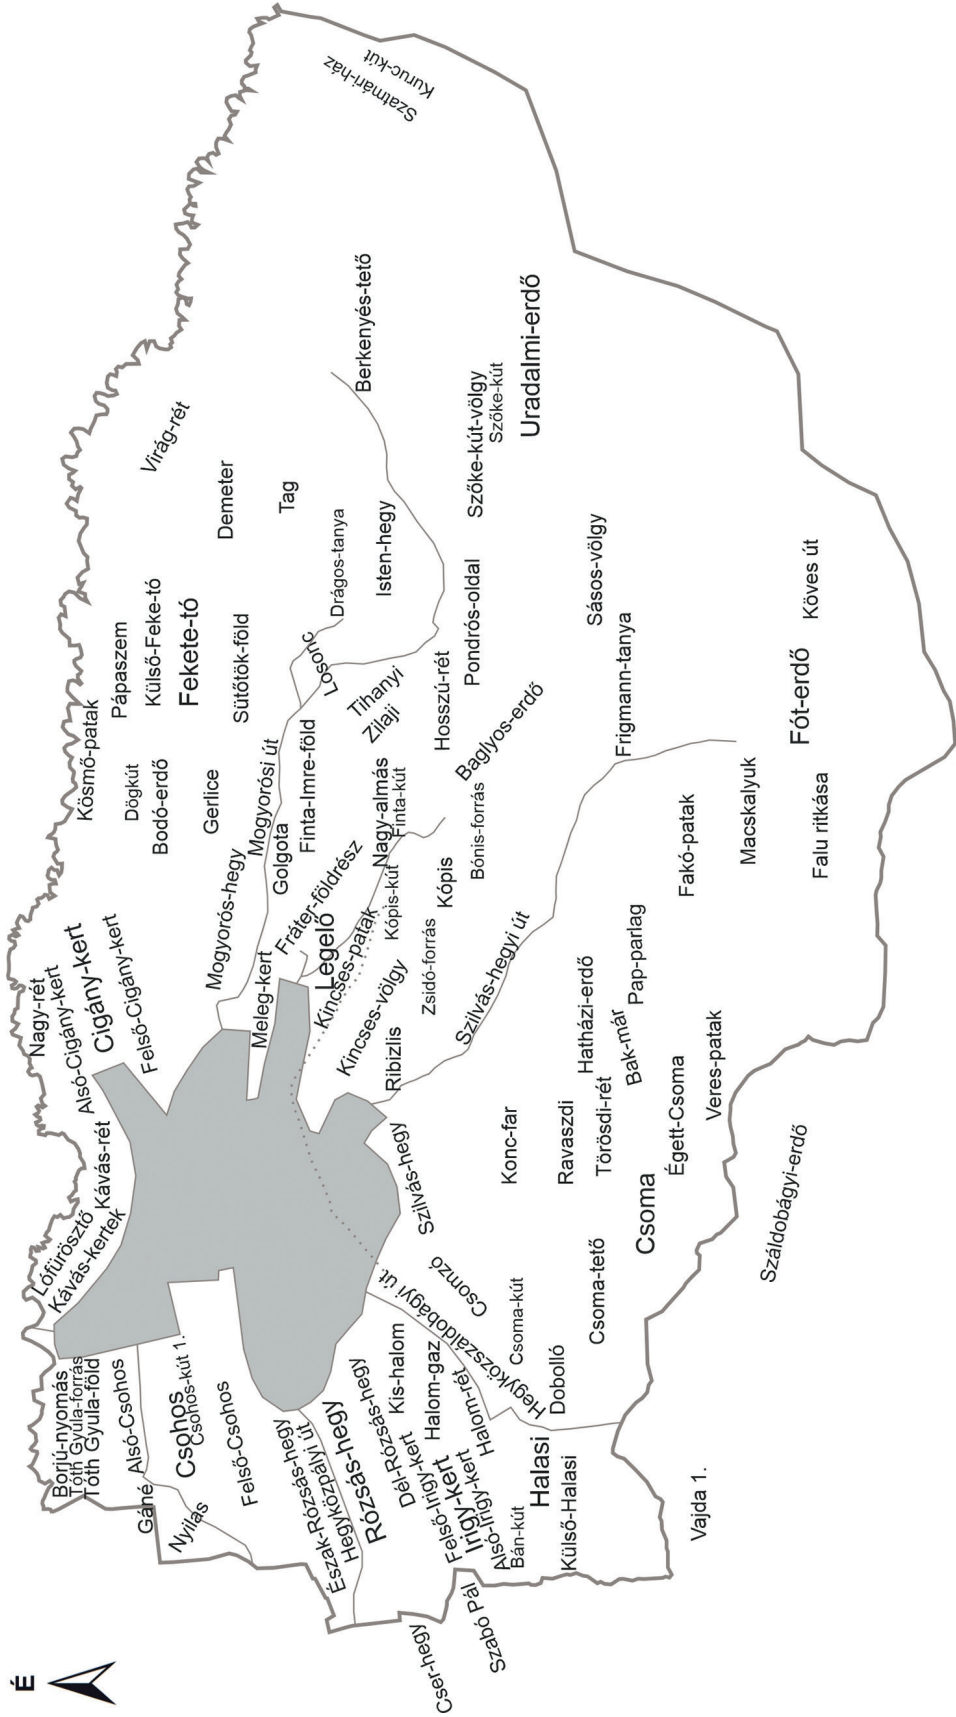 É
Borjú-nyomás
Tóth Gyula-forrás
Tóth Gyula-föld
Alsó-Csohos
Gáné
Csohos
Csohos-kút 1.
Nyilas
Felső-Csohos
Észak-Rózsás-hegy
Hegyközpályi út
Rózsás-hegy
Dél-Rózsás-hegy
Kis-halom
Halom-gaz
Halom-rét
Felső-Irigy-kert
Irigy-kert
Alsó-Irigy-kert
Bán-kút
Halasi
Külső-Halasi
Cser-hegy
Szabó Pál
Vajda 1.
Lófürösztő
Kávás-kertek
Kávás-rét
Nagy-rét
Alsó-Cigány-kert
Cigány-kert
Felső-Cigány-kert
Szilvás-hegy
Csomzó
Hegyközszáldobágyi út
Csoma-kút
Dobolló
Csoma-tető
Csoma
Konc-far
Ravaszdi
Törösdi-rét
Hatházi-erdő
Bak-már
Pap-parlag
Égett-Csoma
Veres-patak
Száldobágyi-erdő
Mogyorós-hegy
Mogyorósi út
Meleg-kert
Golgota
Finta-Imre-föld
Fráter-földrész
Legelő
Kincses-patak
Kincses-völgy
Ribizlis
Nagy-almás
Finta-kút
Kópis-kút
Kópis
Zsidó-forrás
Bónis-forrás
Szilvás-hegyi út
Baglyos-erdő
Kösmő-patak
Pápaszem
Dögkút
Külső-Feke-tó
Bodó-erdő
Fekete-tó
Gerlice
Sütőtök-föld
Losonc
Drágos-tanya
Tihanyi
Zilaji
Hosszú-rét
Pondrós-oldal
Isten-hegy
Virág-rét
Demeter
Tag
Berkenyés-tető
Szőke-kút-völgy
Szőke-kút
Uradalmi-erdő
Sásos-völgy
Frigmann-tanya
Fakó-patak
Macskalyuk
Fót-erdő
Köves út
Falu ritkása
Szatmári-ház
Kuruc-kút